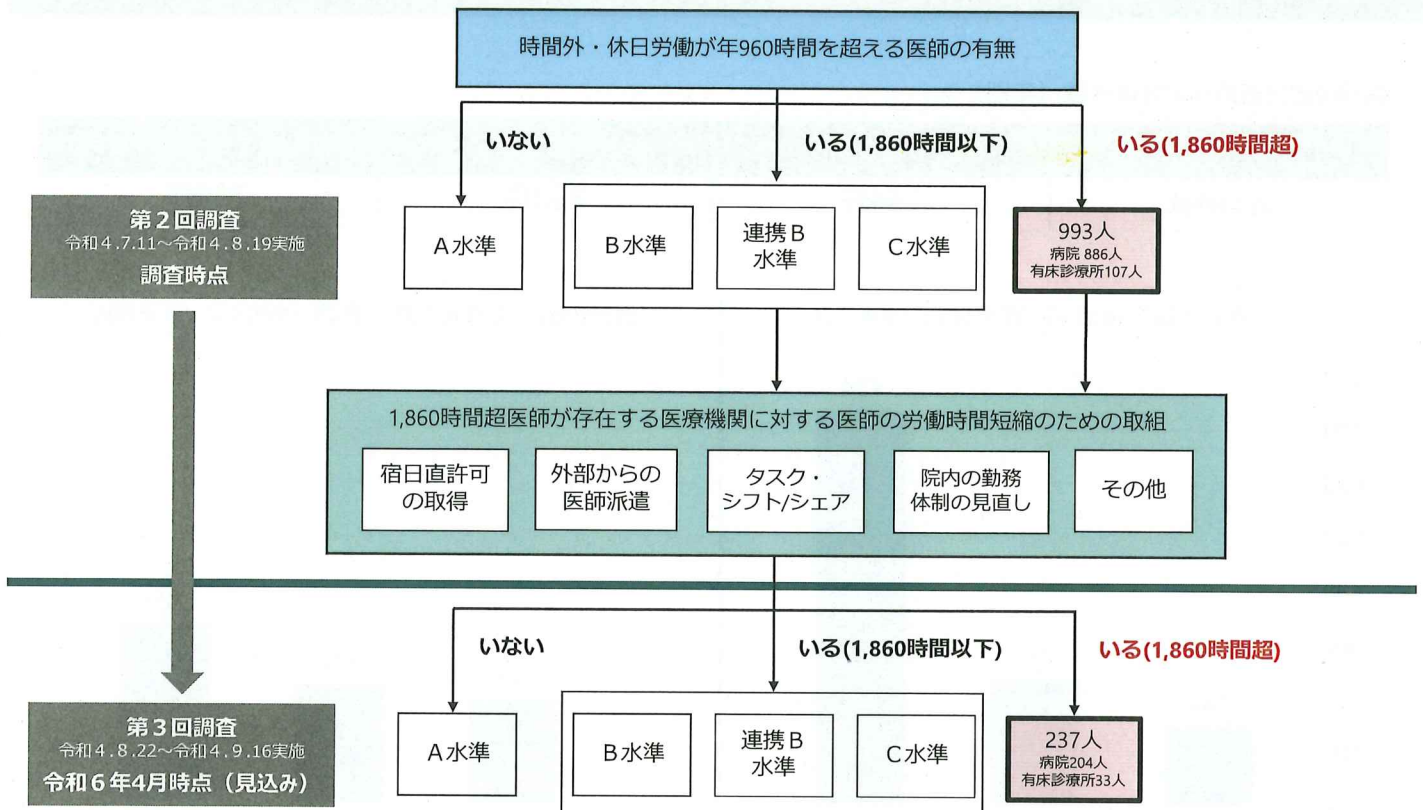 時間外・休日労働が年960時間を超える医師の有無
いない
いる(1,860時間以下)
いる(1,860時間超)
第２回調査
令和４.７.11～令和４.８.19実施
調査時点
Ａ水準
Ｂ水準
連携Ｂ
水準
Ｃ水準
993人
病院 886人
有床診療所107人
1,860時間超医師が存在する医療機関に対する医師の労働時間短縮のための取組
宿日直許可
の取得
外部からの
医師派遣
タスク・
シフト/シェア
院内の勤務
体制の見直し
その他
いない
いる(1,860時間以下)
いる(1,860時間超)
第３回調査
令和４.８.22～令和４.９.16実施
令和６年4月時点（見込み）
Ａ水準
Ｂ水準
連携Ｂ
水準
Ｃ水準
237人
病院204人
有床診療所33人